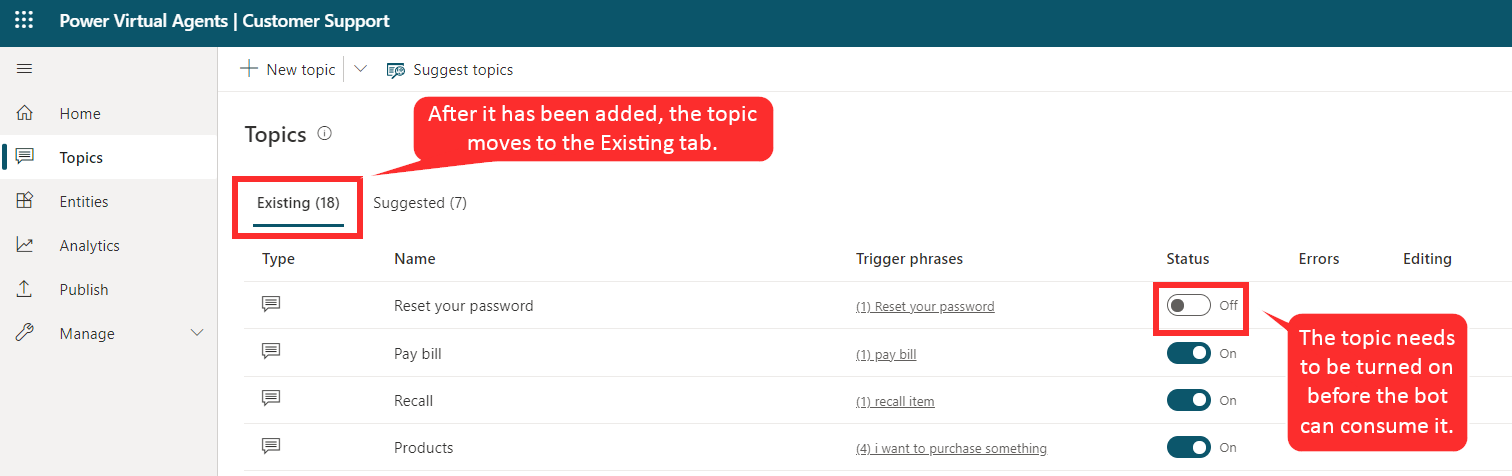 Power Virtual Agents | Customer Support
New topic
Suggest topics
Home
Topics
Entities
Analytics
Publish
Manage
Topics
After it has been added, the topic
moves to the Existing tab.
Existing (18)
Suggested (7)
Type Name Trigger phrases Status Errors Editing
Reset your password (1) Reset your password Off
Pay bill (1) pay bill On
Recall (1) recall item On
Products (4) i want to purchase something On
The topic needs
to be turned on
before the bot
can consume it.